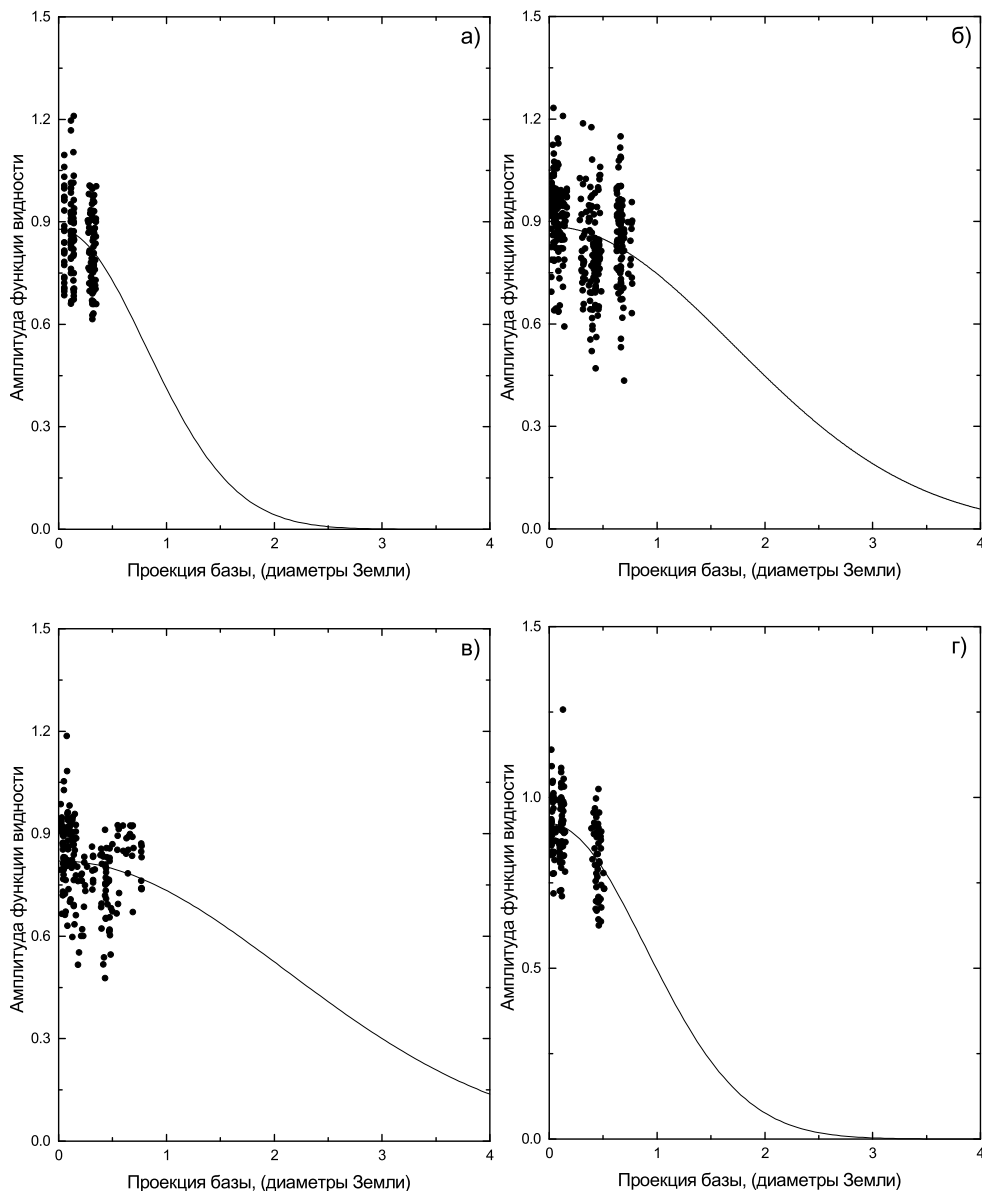 а)
1.5
1.2
0.9
0.6
0.3
0.0
Амплитуда функции видности
0 1 2 3 4
Проекция базы, (диаметры Земли)
б)
1.5
1.2
0.9
0.6
0.3
0.0
Амплитуда функции видности
0 1 2 3 4
Проекция базы, (диаметры Земли)
в)
1.5
1.2
0.9
0.6
0.3
0.0
Амплитуда функции видности
0 1 2 3 4
Проекция базы, (диаметры Земли)
г)
1.5
1.0
0.5
0.0
Амплитуда функции видности
0 1 2 3 4
Проекция базы, (диаметры Земли)